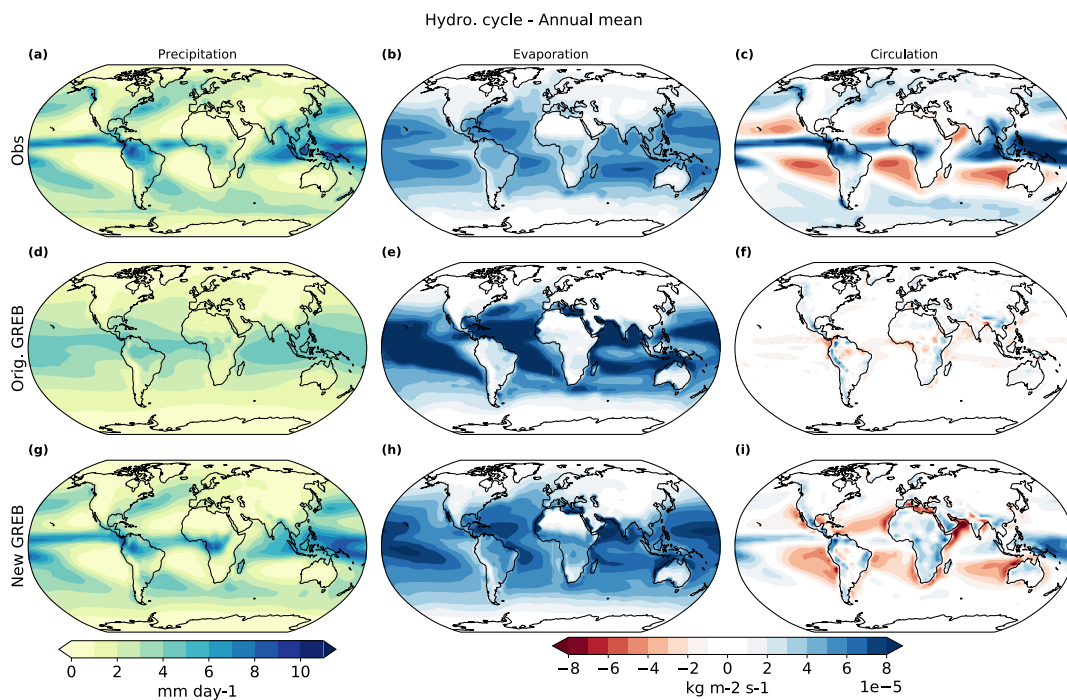 Hydro. cycle - Annual mean
(a) Precipitation (b) Evaporation (c) Circulation
Obs
(d) (e) (f)
Orig. GREB
(g) (h) (i)
New GREB
0 2 4 6 8 10
mm day-1
−8 −6 −4 −2 0 2 4 6 8
1e−5
kg m-2 s-1